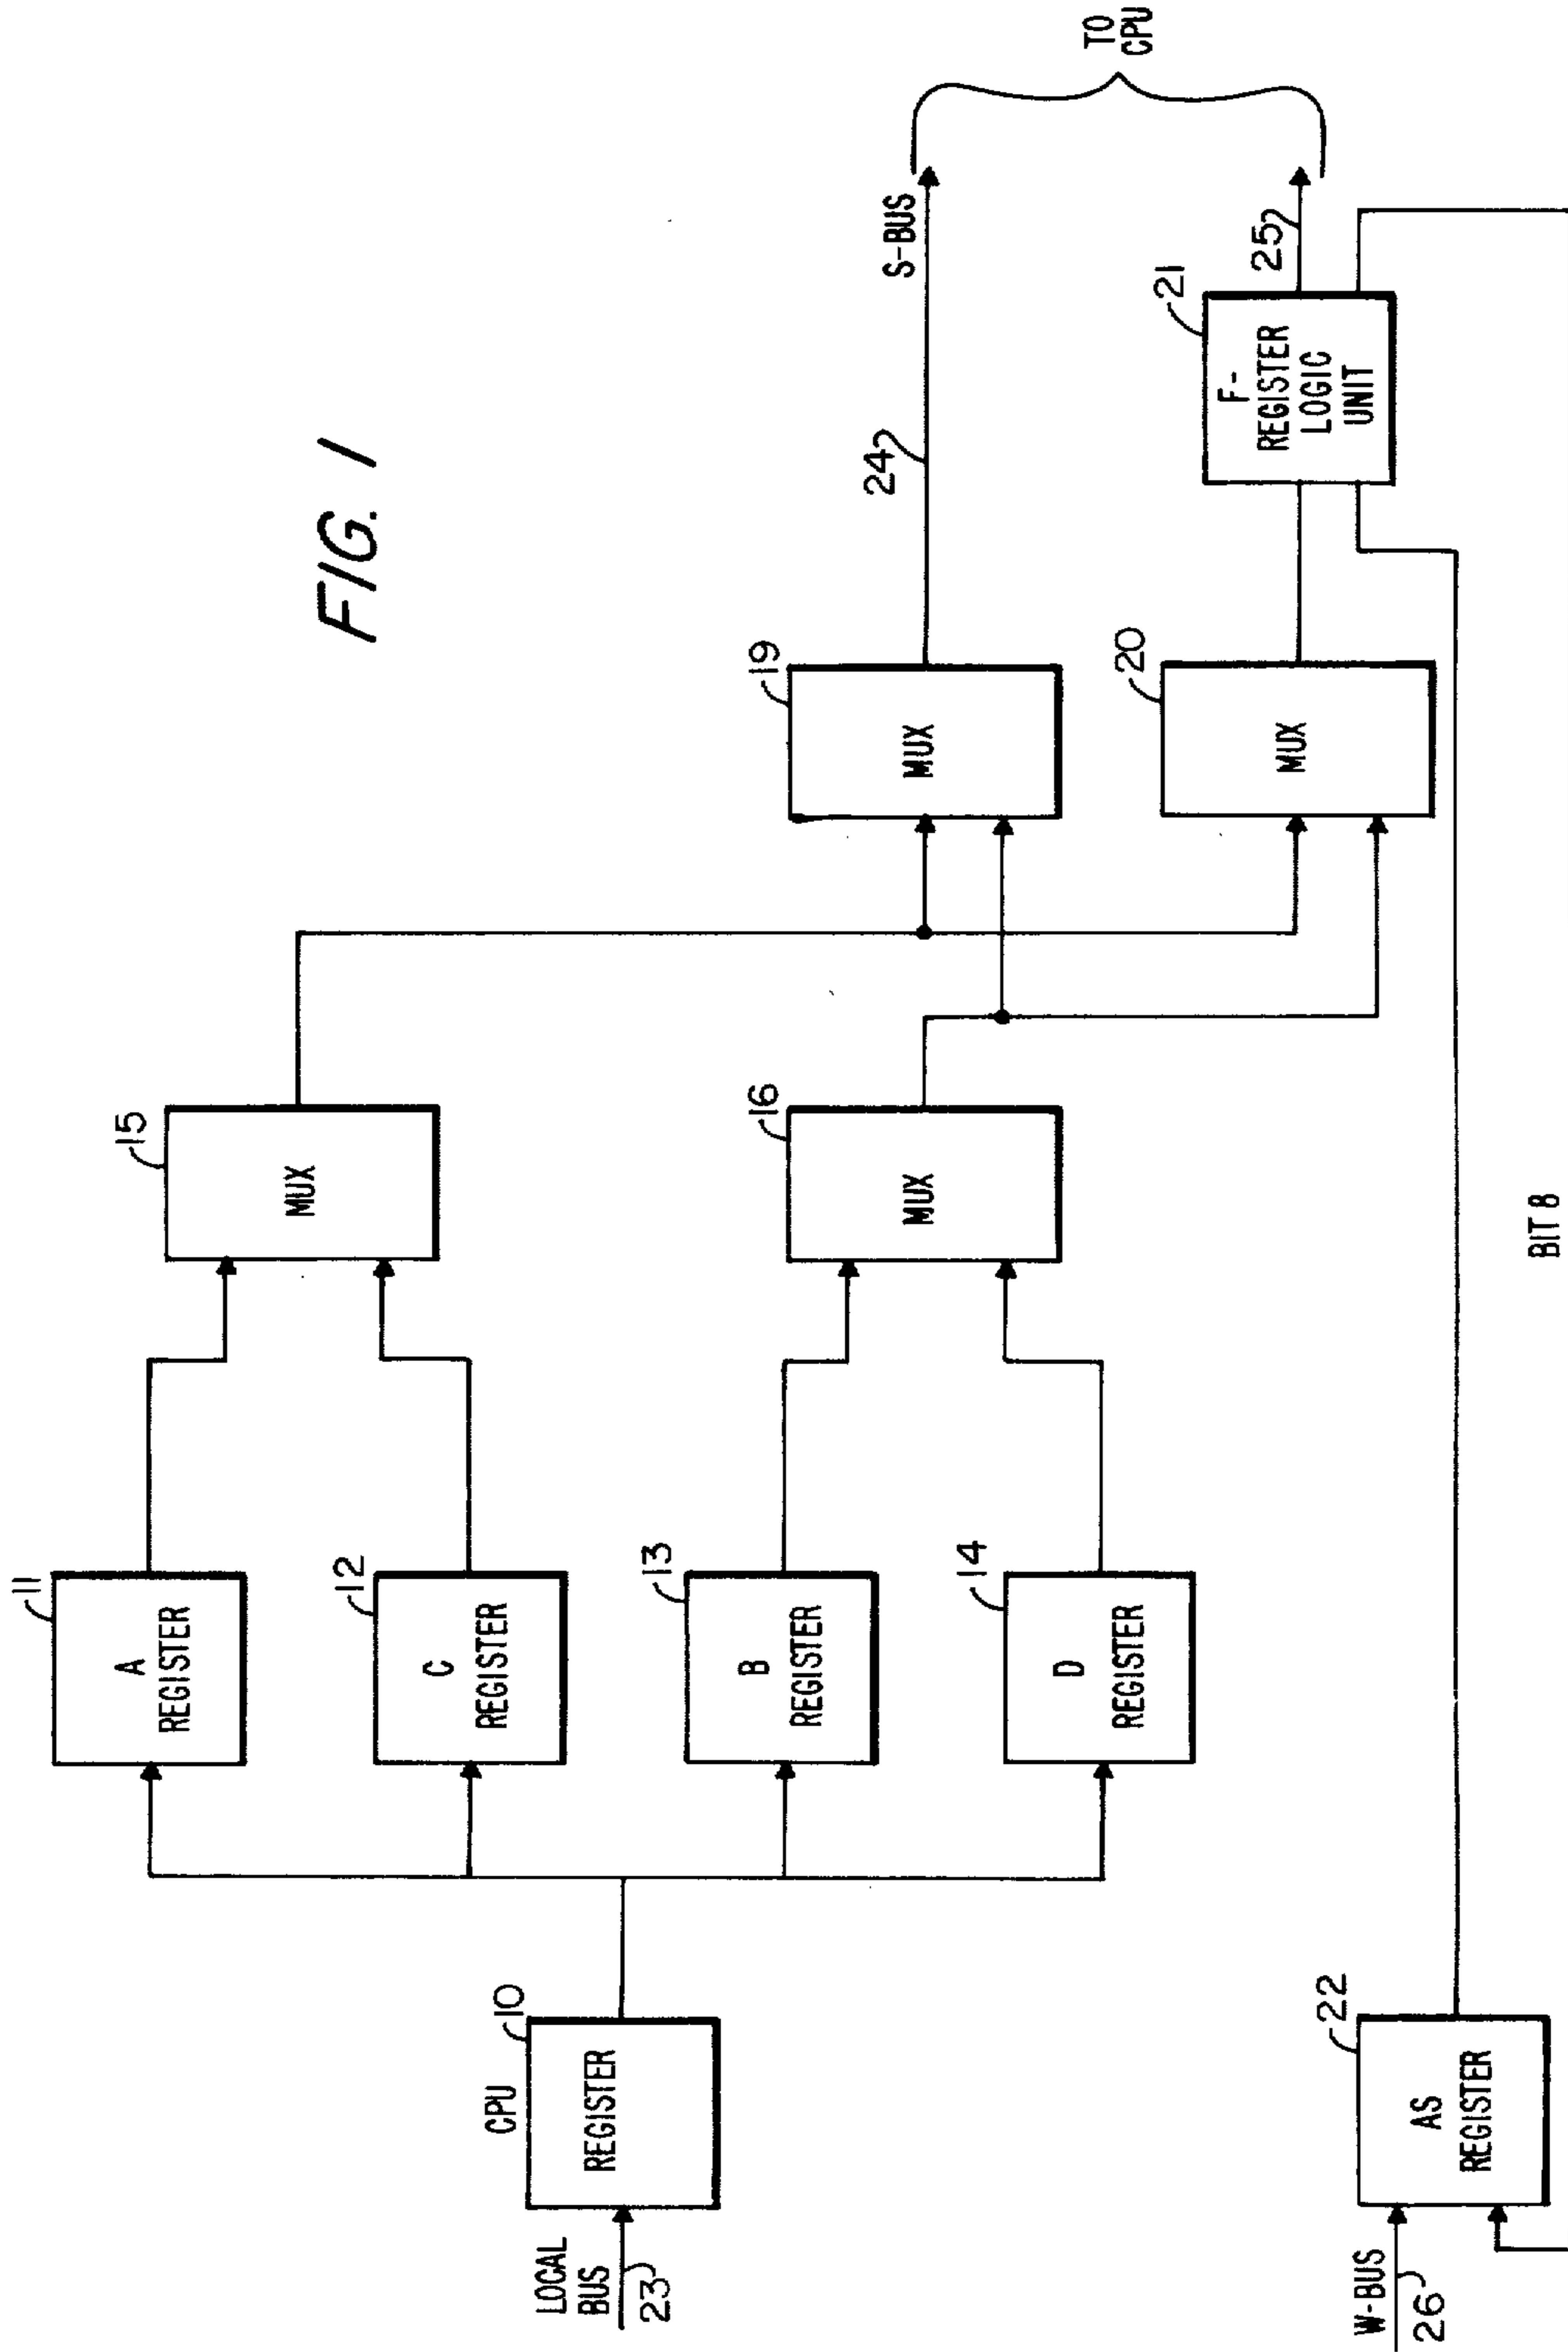 FIG. 1
LOCAL
BUS
23
CPU
REGISTER
10
A
REGISTER
11
C
REGISTER
12
B
REGISTER
13
D
REGISTER
14
MUX
15
MUX
16
MUX
19
MUX
20
24
S-BUS
F-
REGISTER
LOGIC
UNIT
21
25
TO
CPU
W-BUS
26
AS
REGISTER
22
BIT 8